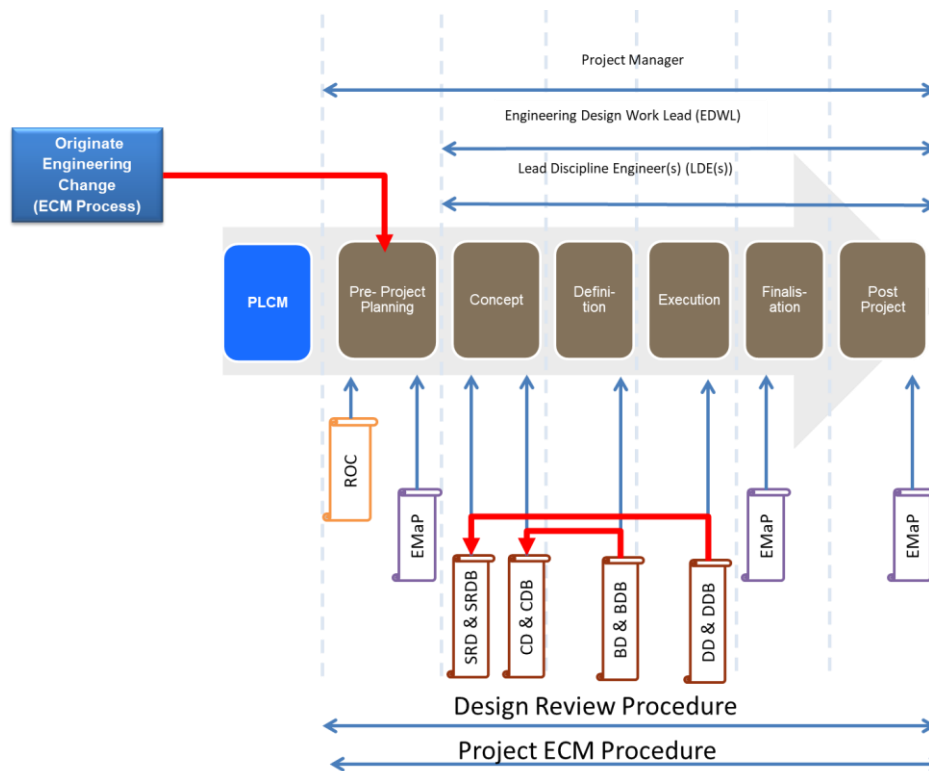 Project Manager
Engineering Design Work Lead (EDWL)
Originate
Engineering
Change
(ECM Process)
Lead Discipline Engineer(s) (LDE(s))
PLCM
Pre- Project
Planning
Concept
Defini-
tion
Execution
Finalis-
ation
Post
Project
ROC
EMaP
SRD & SRDB
CD & CDB
BD & BDB
DD & DDB
EMaP
EMaP
Design Review Procedure
Project ECM Procedure